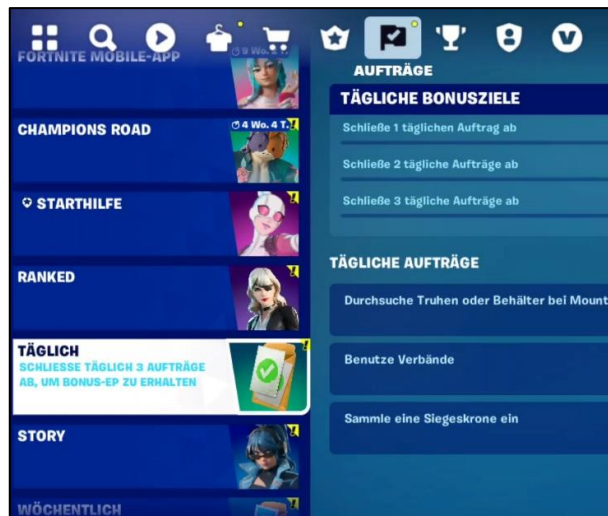 AUFTRÄGE
FORTNITE MOBILE-APP
9 Wo. 2 T.
CHAMPIONS ROAD
4 Wo. 4 T.
STARTHILFE
RANKED
TÄGLICH
SCHLIESSE TÄGLICH 3 AUFTRÄGE
AB, UM BONUS-EP ZU ERHALTEN
STORY
WÖCHENTLICH
TÄGLICHE BONUSZIELE
Schließe 1 täglichen Auftrag ab
Schließe 2 tägliche Aufträge ab
Schließe 3 tägliche Aufträge ab
TÄGLICHE AUFTRÄGE
Durchsuche Truhen oder Behälter bei Mount
Benutze Verbände
Sammle eine Siegeskrone ein